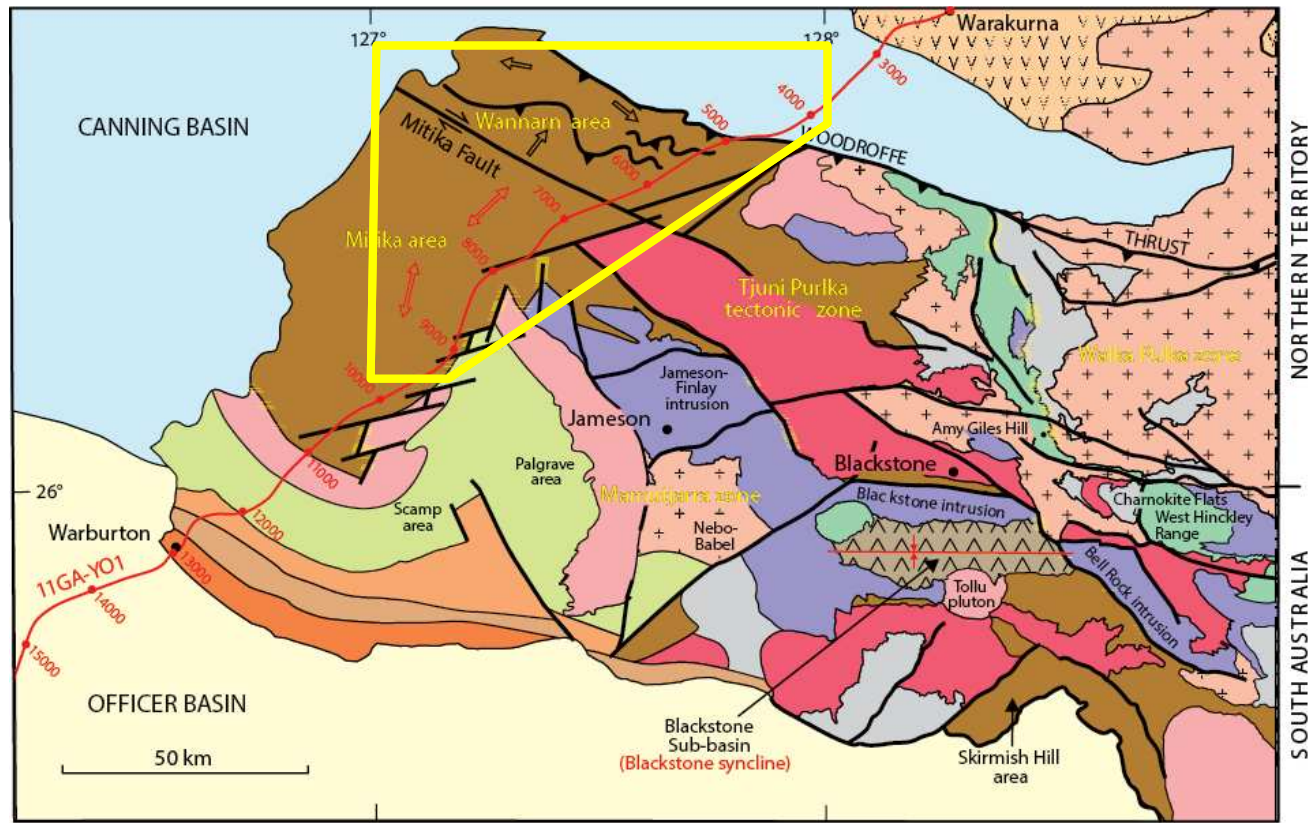 127°
128°
Warakurna
3000
4000
5000
CANNING BASIN
Wannarn area
Mitika Fault
6000
WOODROFFE
7000
THRUST
NORTHERN TERRITORY
Mitika area
8000
Tjuni Purlka
tectonic zone
Walka Pulka zone
9000
10000
Jameson-
Finlay
intrusion
Jameson
Amy Giles Hill
Palgrave
area
11000
Blackstone
26°
Scamp
area
Mamutjarra zone
Blackstone intrusion
Charnokite Flats
West Hinckley
Range
12000
Nebo-
Babel
Warburton
13000
11GA-YO1
14000
Bell Rock intrusion
Tollu
pluton
15000
SOUTH AUSTRALIA
OFFICER BASIN
Blackstone
Sub-basin
(Blackstone syncline)
Skirmish Hill
area
50 km